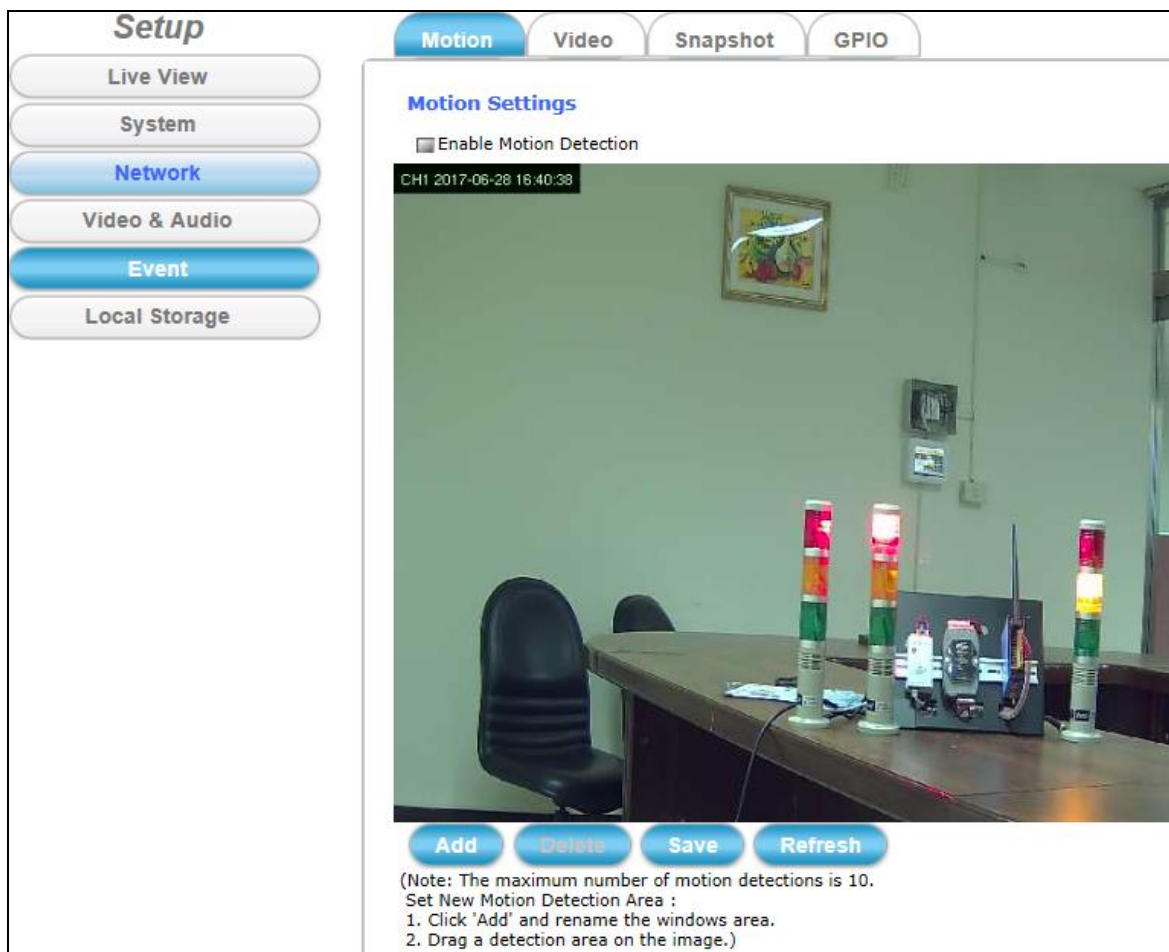 Setup
Live View
System
Network
Video & Audio
Event
Local Storage
Motion Video Snapshot GPIO
Motion Settings
Enable Motion Detection
CH1 2017-06-28 16:40:38
Add Delete Save Refresh
(Note: The maximum number of motion detections is 10.
Set New Motion Detection Area :
1. Click 'Add' and rename the windows area.
2. Drag a detection area on the image.)